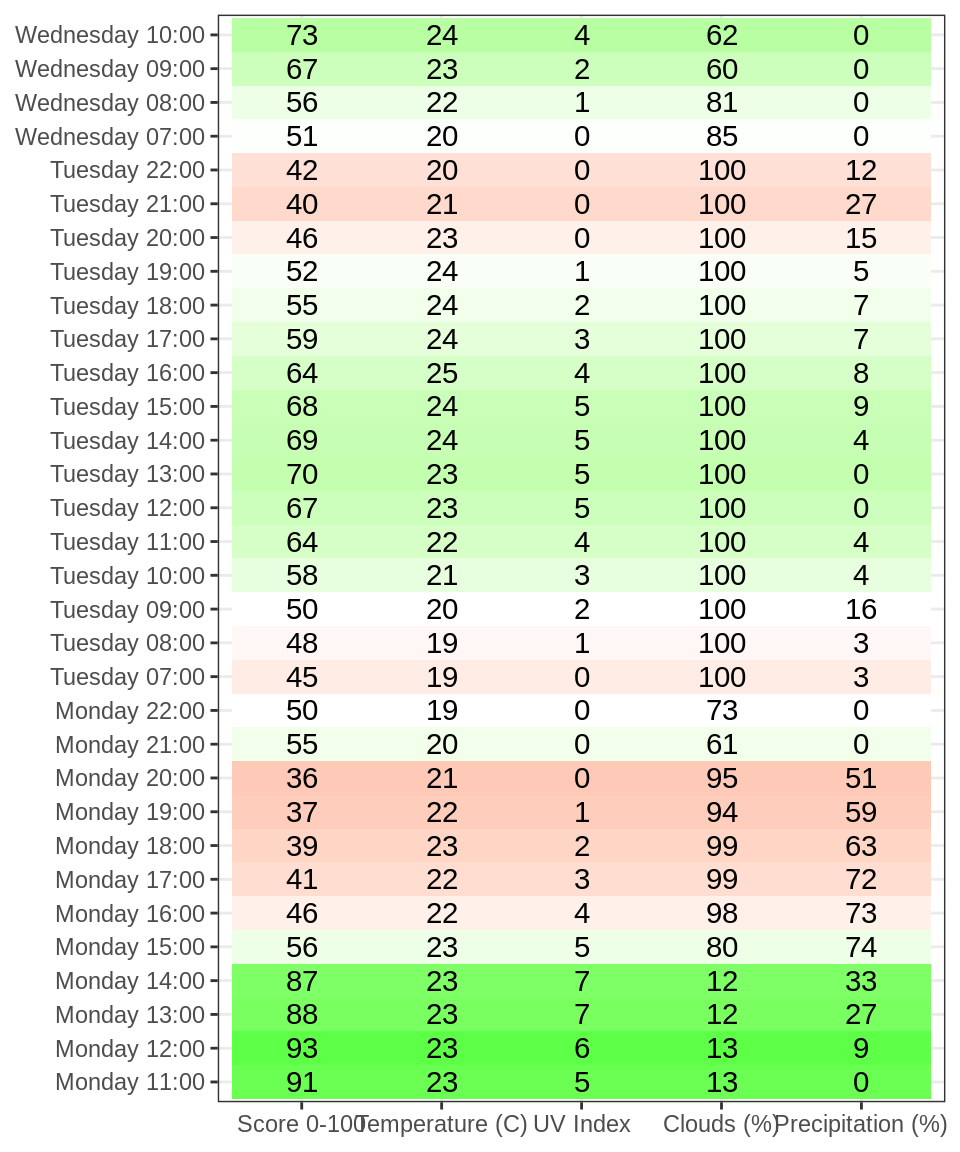 Wednesday 10:00 73 24 4 62 0
Wednesday 09:00 67 23 2 60 0
Wednesday 08:00 56 22 1 81 0
Wednesday 07:00 51 20 0 85 0
Tuesday 22:00 42 20 0 100 12
Tuesday 21:00 40 21 0 100 27
Tuesday 20:00 46 23 0 100 15
Tuesday 19:00 52 24 1 100 5
Tuesday 18:00 55 24 2 100 7
Tuesday 17:00 59 24 3 100 7
Tuesday 16:00 64 25 4 100 8
Tuesday 15:00 68 24 5 100 9
Tuesday 14:00 69 24 5 100 4
Tuesday 13:00 70 23 5 100 0
Tuesday 12:00 67 23 5 100 0
Tuesday 11:00 64 22 4 100 4
Tuesday 10:00 58 21 3 100 4
Tuesday 09:00 50 20 2 100 16
Tuesday 08:00 48 19 1 100 3
Tuesday 07:00 45 19 0 100 3
Monday 22:00 50 19 0 73 0
Monday 21:00 55 20 0 61 0
Monday 20:00 36 21 0 95 51
Monday 19:00 37 22 1 94 59
Monday 18:00 39 23 2 99 63
Monday 17:00 41 22 3 99 72
Monday 16:00 46 22 4 98 73
Monday 15:00 56 23 5 80 74
Monday 14:00 87 23 7 12 33
Monday 13:00 88 23 7 12 27
Monday 12:00 93 23 6 13 9
Monday 11:00 91 23 5 13 0
Score 0-100 Temperature (C) UV Index Clouds (%) Precipitation (%)